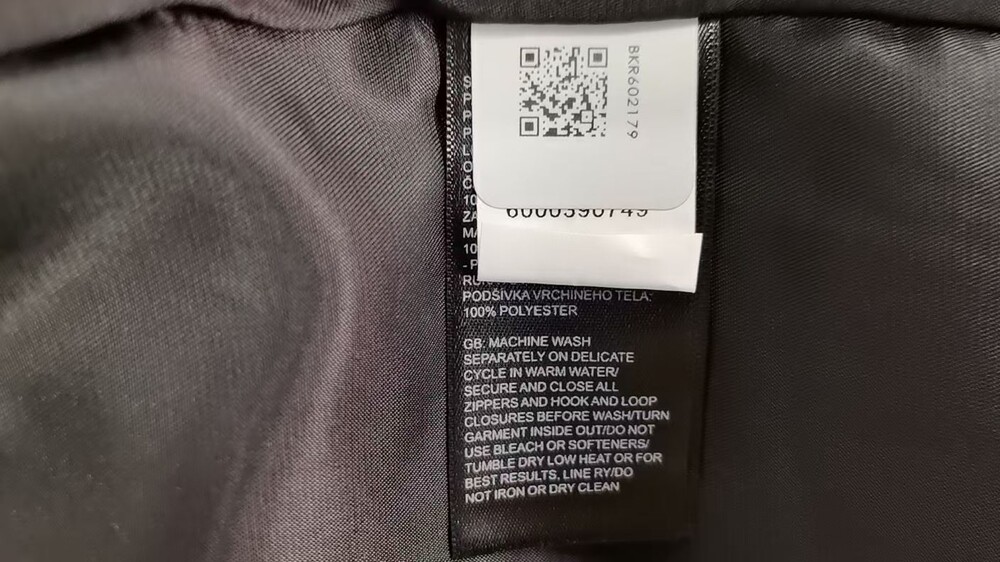 BKR602179
6000390749
PODŠÍVKA VRCHNÉHO TELA:
100% POLYESTER
GB: MACHINE WASH
SEPARATELY ON DELICATE
CYCLE IN WARM WATER/
SECURE AND CLOSE ALL
ZIPPERS AND HOOK AND LOOP
CLOSURES BEFORE WASH/TURN
GARMENT INSIDE OUT/DO NOT
USE BLEACH OR SOFTENERS/
TUMBLE DRY LOW HEAT OR FOR
BEST RESULTS, LINE RY/DO
NOT IRON OR DRY CLEAN